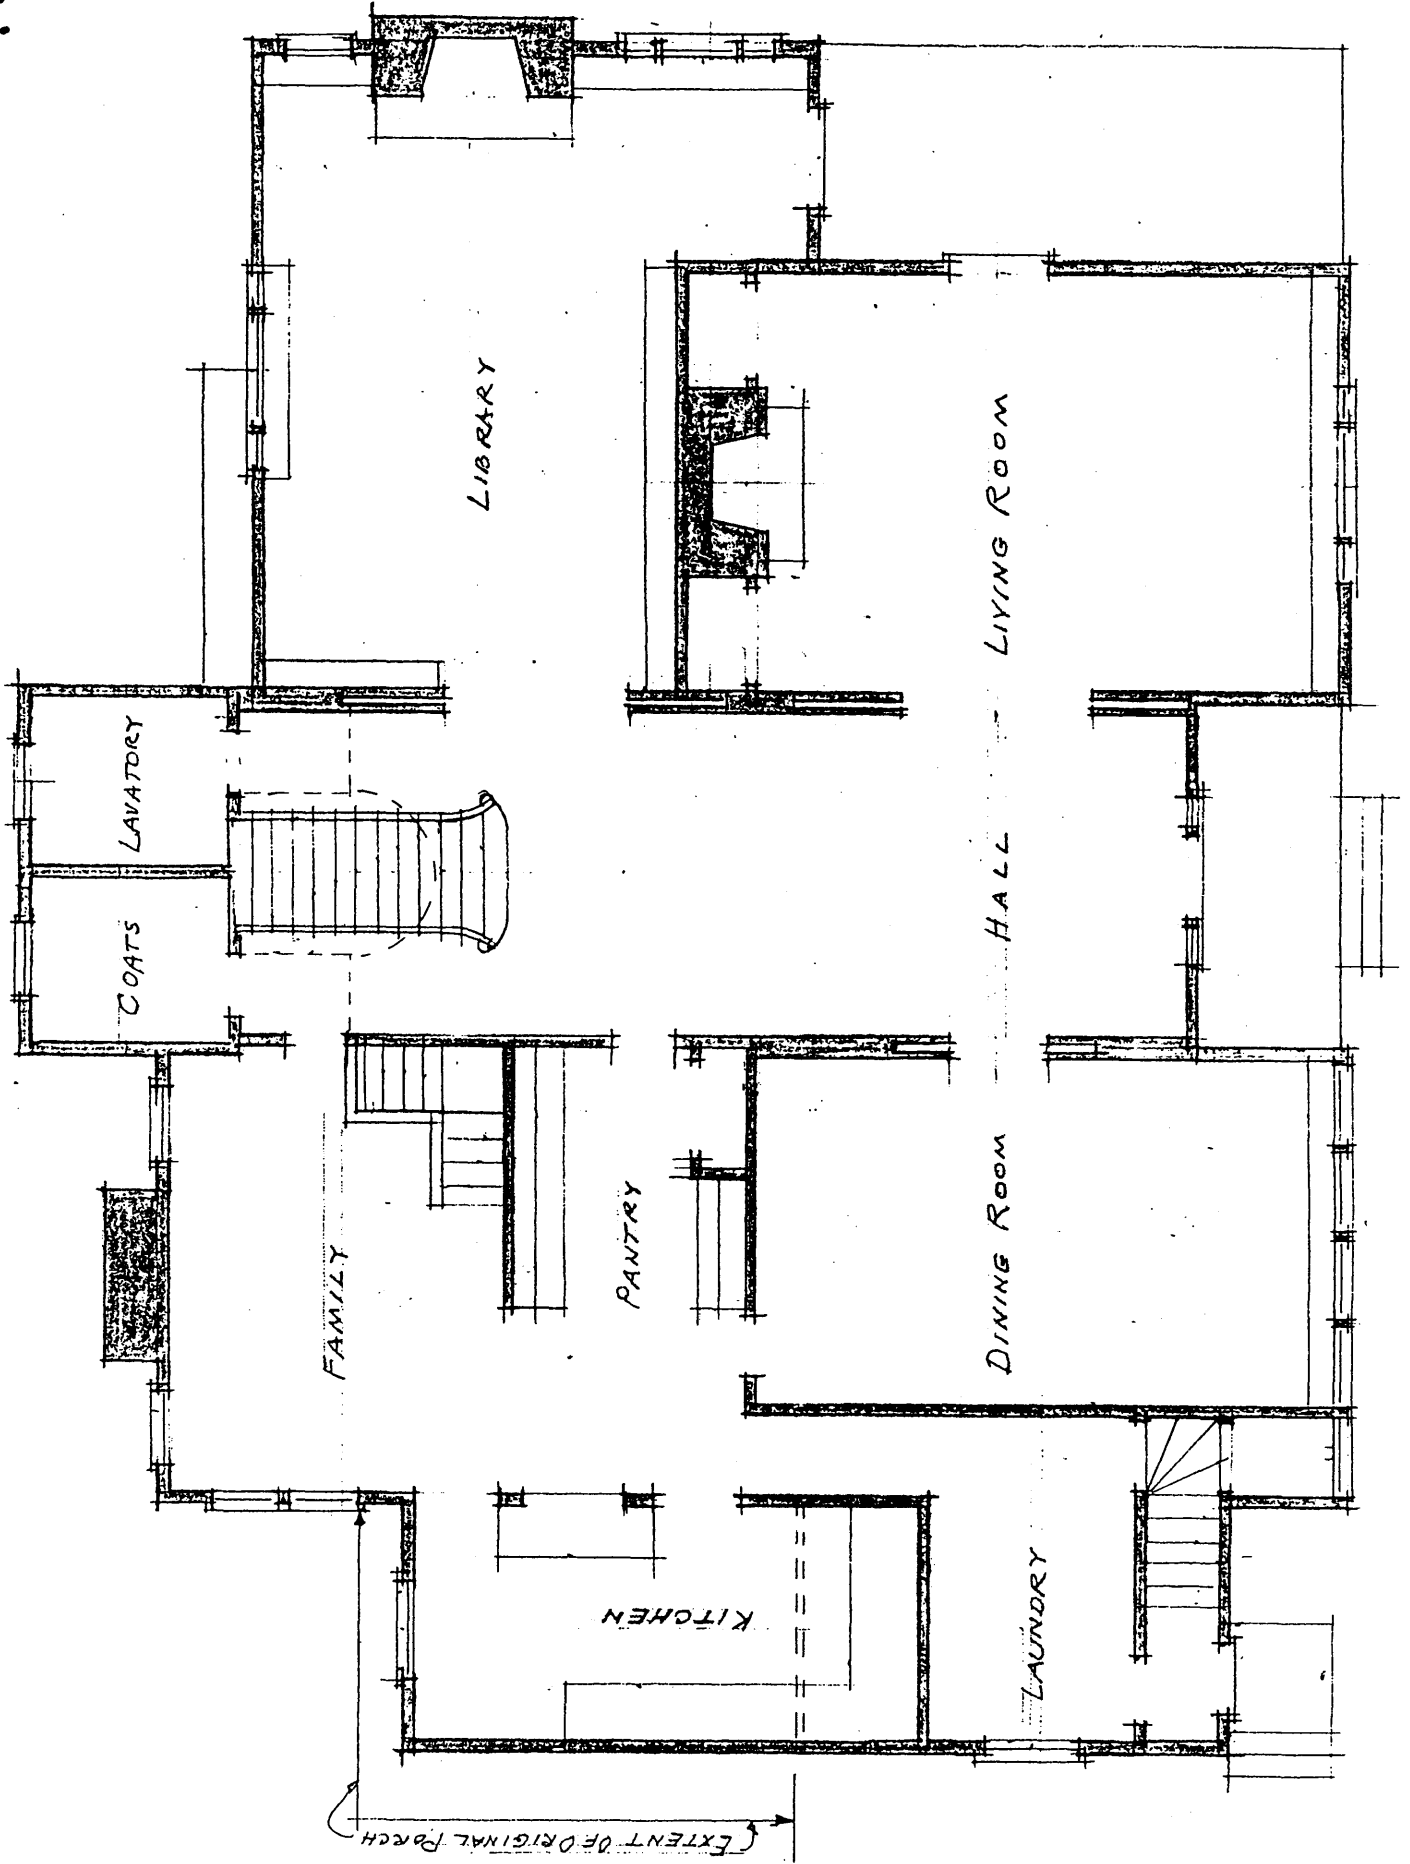 COATS
LAVATORY
FAMILY
LIBRARY
PANTRY
KITCHEN
DINING ROOM - HALL - LIVING ROOM
LAUNDRY
EXTENT OF ORIGINAL PORCH